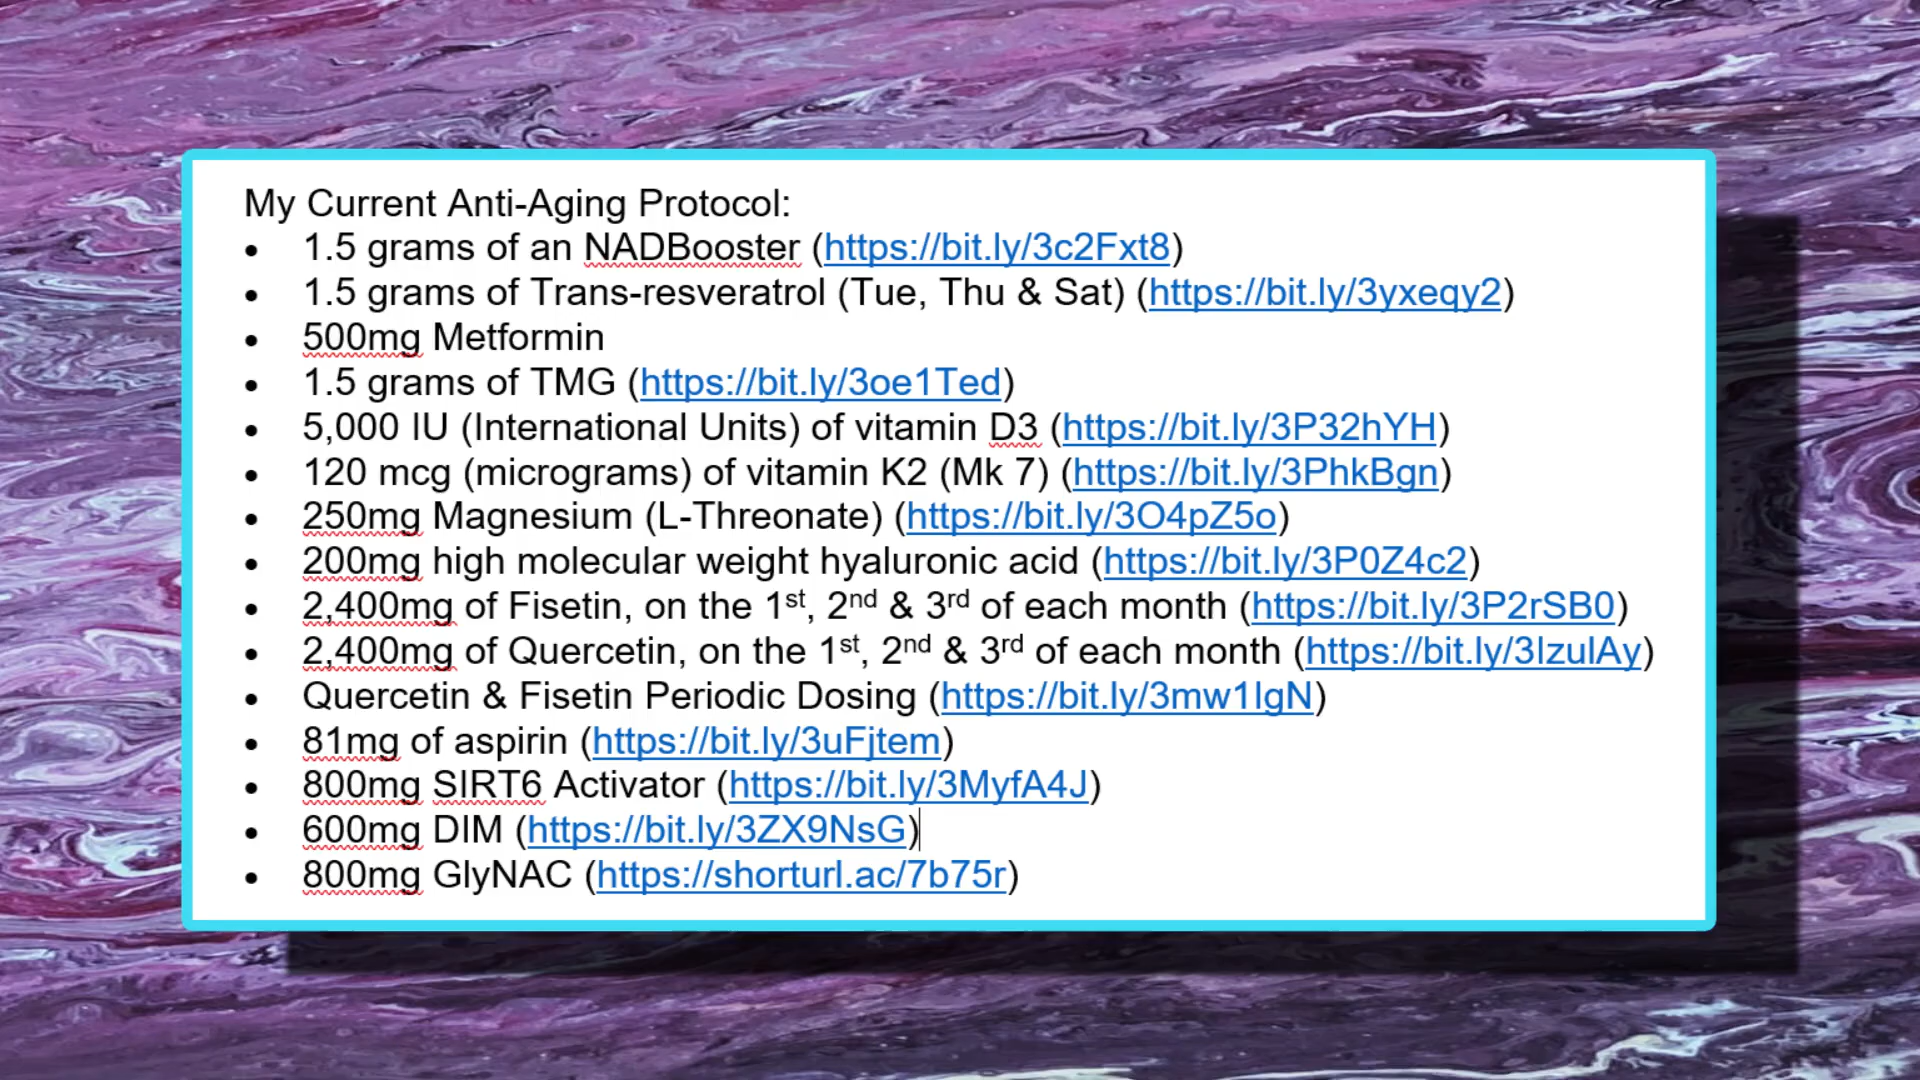 My Current Anti-Aging Protocol:
• 1.5 grams of an NADBooster (https://bit.ly/3c2Fxt8)
• 1.5 grams of Trans-resveratrol (Tue, Thu & Sat) (https://bit.ly/3yxeqy2)
• 500mg Metformin
• 1.5 grams of TMG (https://bit.ly/3oe1Ted)
• 5,000 IU (International Units) of vitamin D3 (https://bit.ly/3P32hYH)
• 120 mcg (micrograms) of vitamin K2 (Mk 7) (https://bit.ly/3PhkBgn)
• 250mg Magnesium (L-Threonate) (https://bit.ly/3O4pZ5o)
• 200mg high molecular weight hyaluronic acid (https://bit.ly/3P0Z4c2)
• 2,400mg of Fisetin, on the 1st, 2nd & 3rd of each month (https://bit.ly/3P2rSB0)
• 2,400mg of Quercetin, on the 1st, 2nd & 3rd of each month (https://bit.ly/3IzulAy)
• Quercetin & Fisetin Periodic Dosing (https://bit.ly/3mw1lgN)
• 81mg of aspirin (https://bit.ly/3uFjtem)
• 800mg SIRT6 Activator (https://bit.ly/3MyfA4J)
• 600mg DIM (https://bit.ly/3ZX9NsG)
• 800mg GlyNAC (https://shorturl.ac/7b75r)